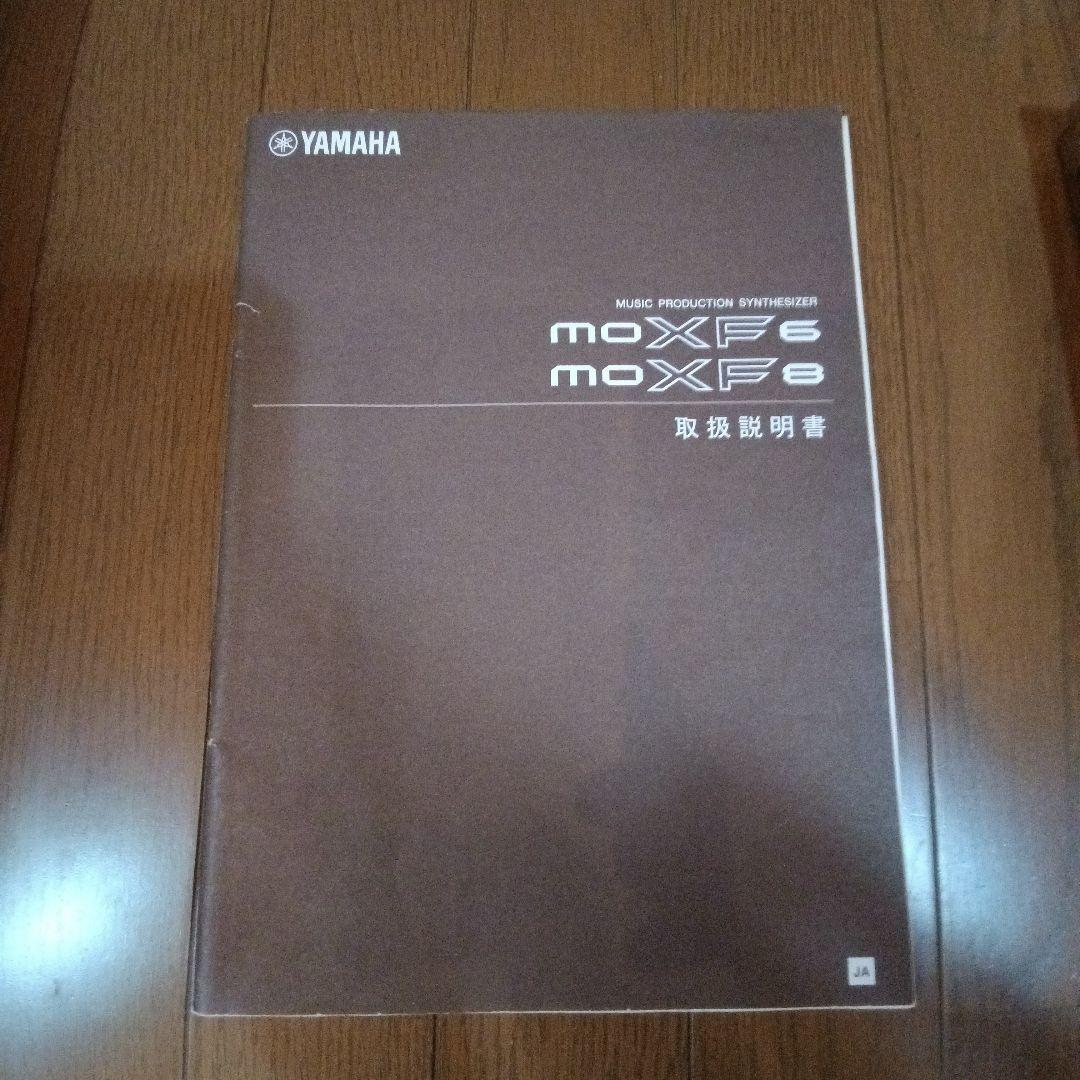 YAMAHA
MUSIC PRODUCTION SYNTHESIZER
moXF6
moXF8
取扱説明書
JA